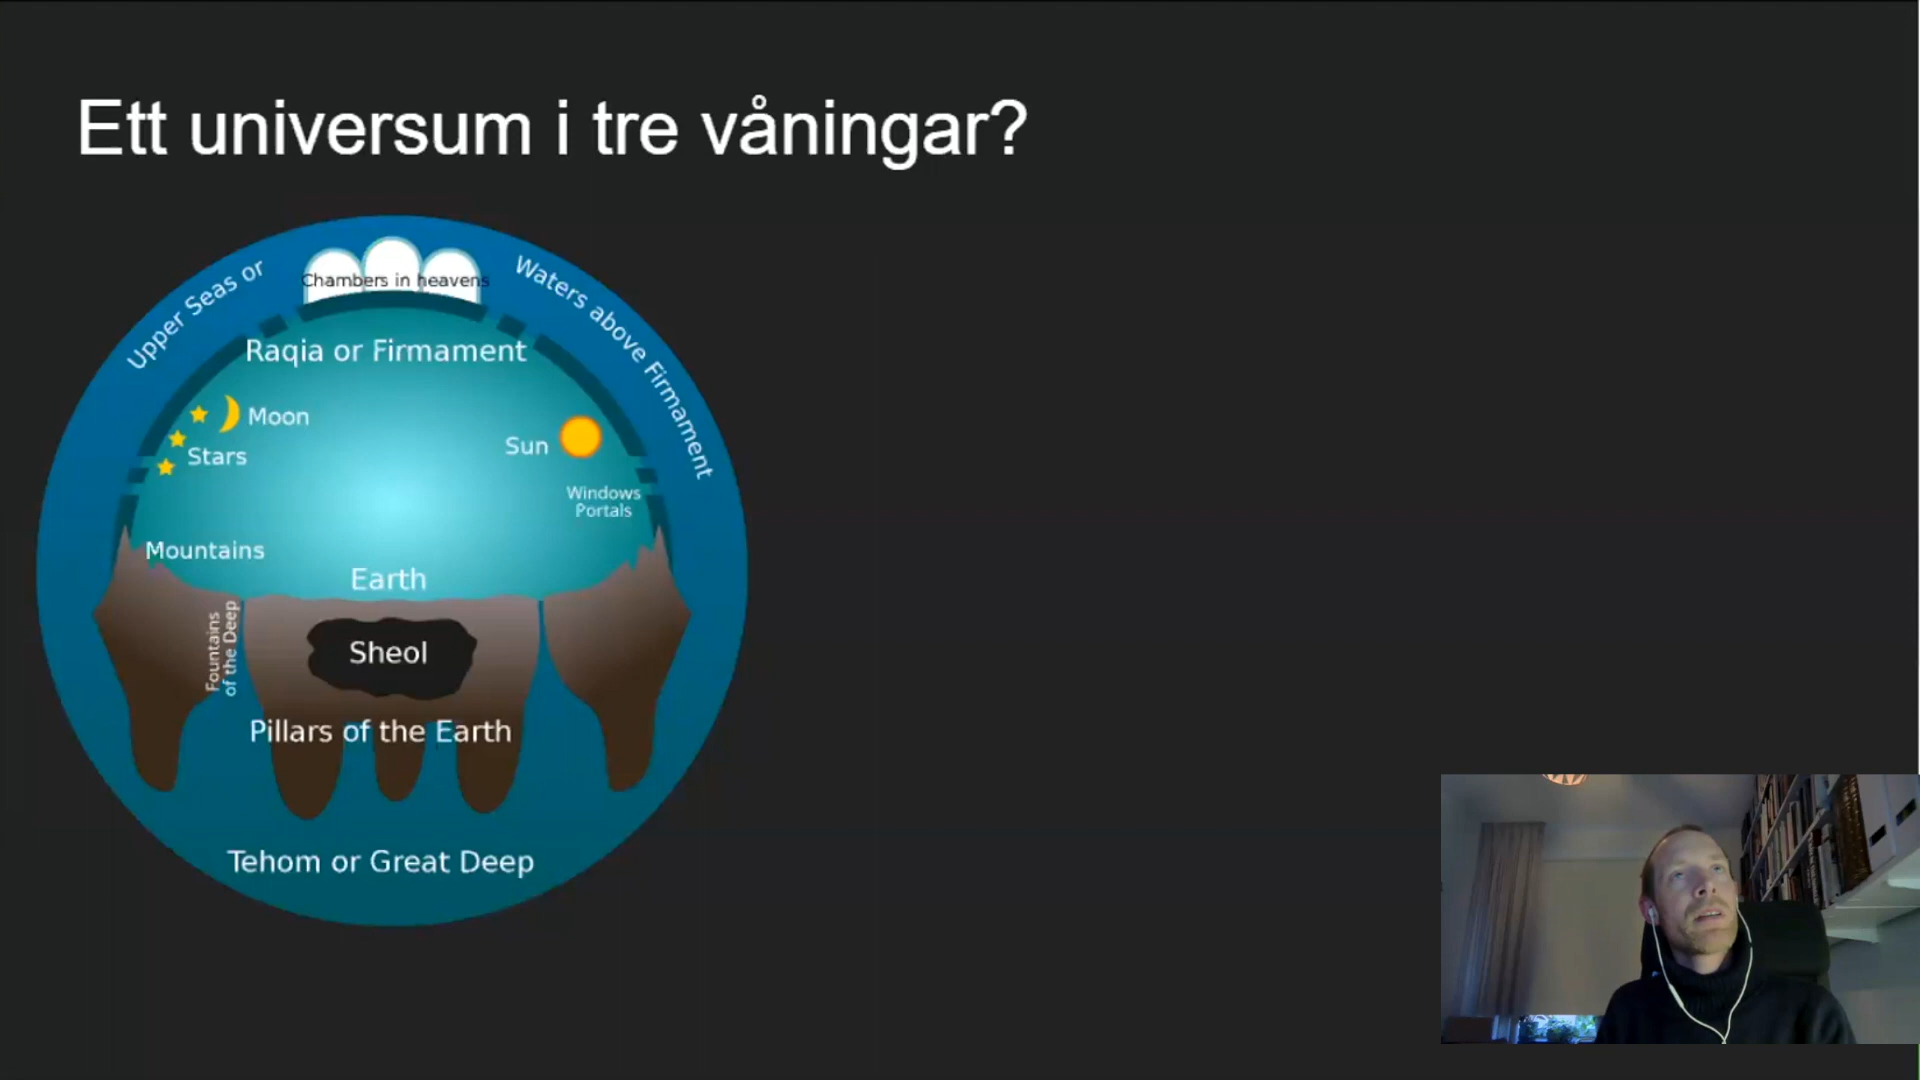 Ett universum i tre våningar?
Upper Seas or
Waters above Firmament
Chambers in heavens
Raqia or Firmament
Moon
Stars
Sun
Windows
Portals
Mountains
Earth
Fountains
of the Deep
Sheol
Pillars of the Earth
Tehom or Great Deep